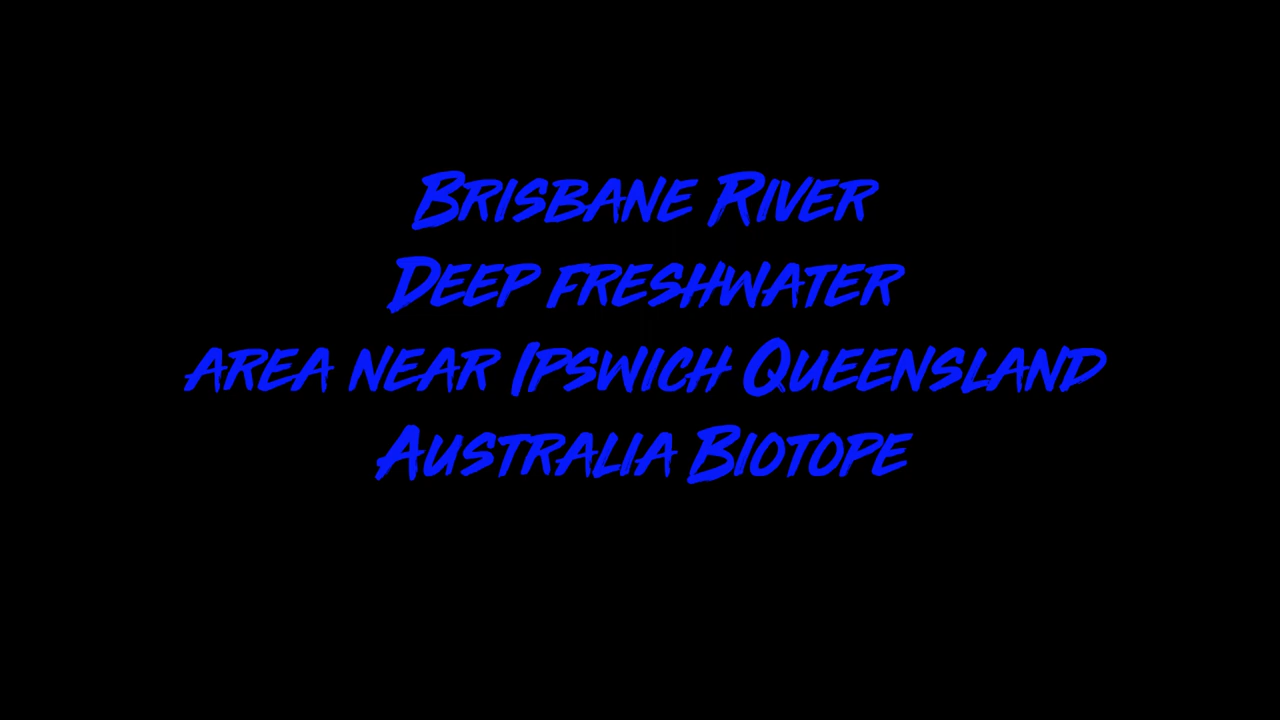 Brisbane River
Deep freshwater
area near Ipswich Queensland
Australia Biotope